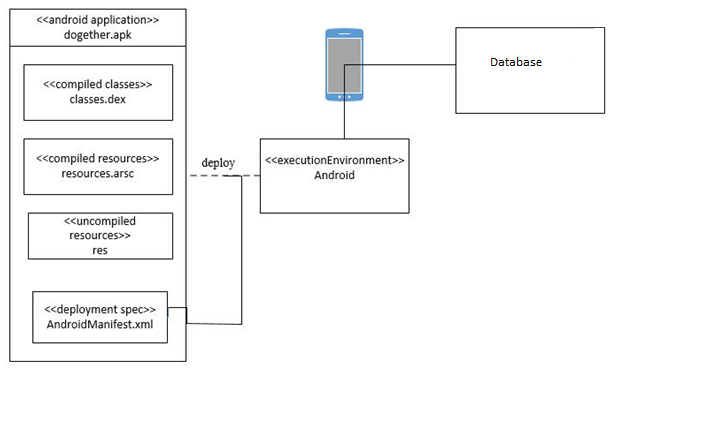 <<android application>>
dogether.apk
<<compiled classes>>
classes.dex
<<compiled resources>>
resources.arsc
<<uncompiled
resources>>
res
<<deployment spec>>
AndroidManifest.xml
deploy
<<executionEnvironment>>
Android
Database